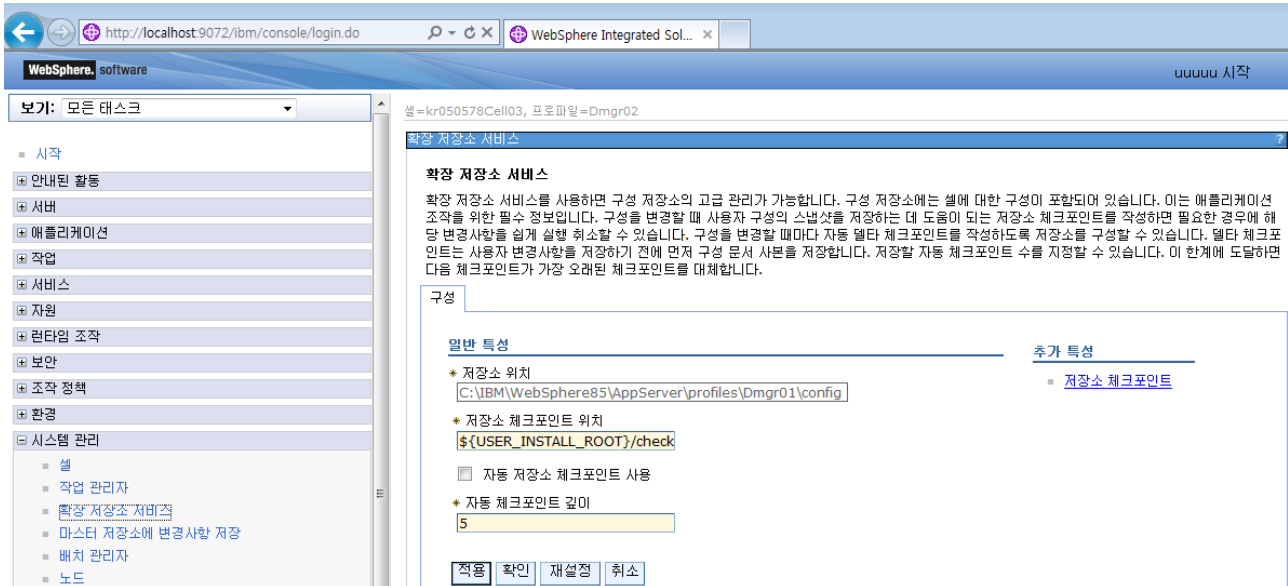 http://localhost:9072/ibm/console/login.do
WebSphere Integrated Sol...
WebSphere. software
uuuuu 시작
보기: 모든 태스크
셀=kr050578Cell03, 프로파일=Dmgr02
확장 저장소 서비스
?
시작
안내된 활동
서버
애플리케이션
작업
서비스
자원
런타임 조작
보안
조작 정책
환경
시스템 관리
셀
작업 관리자
확장 저장소 서비스
마스터 저장소에 변경사항 저장
배치 관리자
노드
확장 저장소 서비스
확장 저장소 서비스를 사용하면 구성 저장소의 고급 관리가 가능합니다. 구성 저장소에는 셀에 대한 구성이 포함되어 있습니다. 이는 애플리케이션
조작을 위한 필수 정보입니다. 구성을 변경할 때 사용자 구성의 스냅샷을 저장하는 데 도움이 되는 저장소 체크포인트를 작성하면 필요한 경우에 해
당 변경사항을 쉽게 실행 취소할 수 있습니다. 구성을 변경할 때마다 자동 델타 체크포인트를 작성하도록 저장소를 구성할 수 있습니다. 델타 체크포
인트는 사용자 변경사항을 저장하기 전에 먼저 구성 문서 사본을 저장합니다. 저장할 자동 체크포인트 수를 지정할 수 있습니다. 이 한계에 도달하면
다음 체크포인트가 가장 오래된 체크포인트를 대체합니다.
구성
일반 특성
* 저장소 위치
C:\IBM\WebSphere85\AppServer\profiles\Dmgr01\config
* 저장소 체크포인트 위치
${USER_INSTALL_ROOT}/check
자동 저장소 체크포인트 사용
* 자동 체크포인트 깊이
5
적용 확인 재설정 취소
추가 특성
저장소 체크포인트